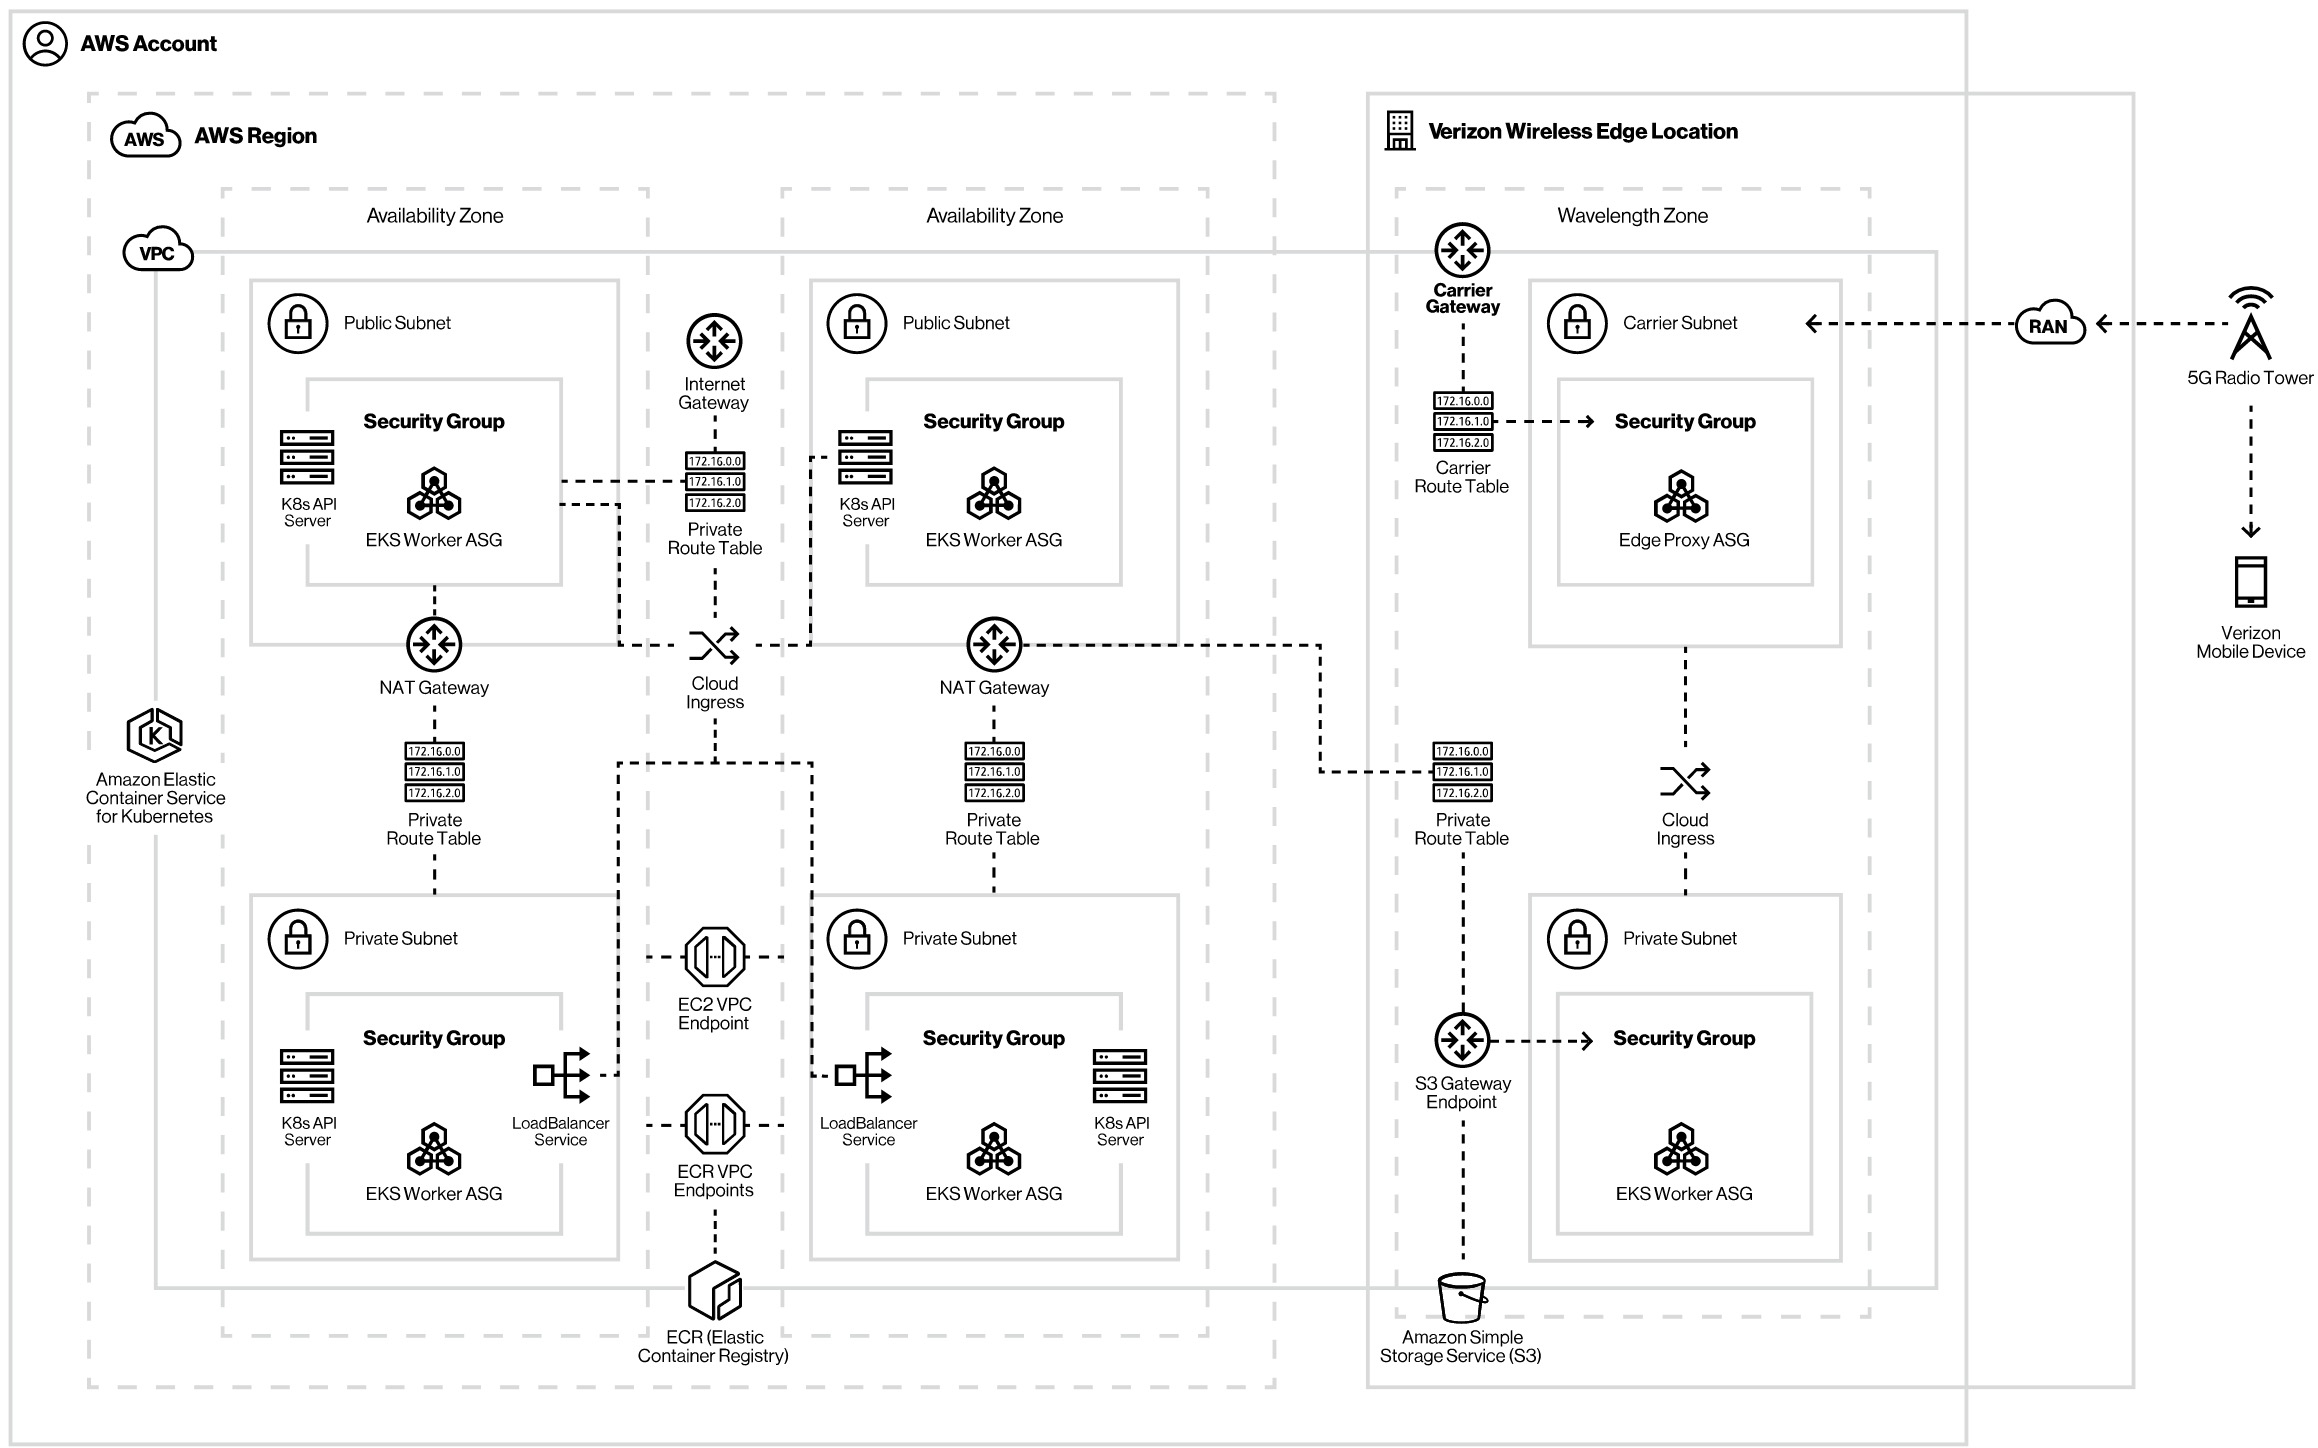 AWS Account
AWS
AWS Region
Verizon Wireless Edge Location
Availability Zone
Availability Zone
Wavelength Zone
VPC
Public Subnet
Security Group
K8s API
Server
EKS Worker ASG
NAT Gateway
172.16.0.0
172.16.1.0
172.16.2.0
Private
Route Table
Private Subnet
Security Group
K8s API
Server
LoadBalancer
Service
EKS Worker ASG
Internet
Gateway
172.16.0.0
172.16.1.0
172.16.2.0
Private
Route Table
Cloud
Ingress
EC2 VPC
Endpoint
ECR VPC
Endpoints
ECR (Elastic
Container Registry)
Public Subnet
Security Group
K8s API
Server
EKS Worker ASG
NAT Gateway
172.16.0.0
172.16.1.0
172.16.2.0
Private
Route Table
Private Subnet
Security Group
LoadBalancer
Service
K8s API
Server
EKS Worker ASG
K
Amazon Elastic
Container Service
for Kubernetes
Carrier
Gateway
172.16.0.0
172.16.1.0
172.16.2.0
Carrier
Route Table
Carrier Subnet
Security Group
Edge Proxy ASG
172.16.0.0
172.16.1.0
172.16.2.0
Private
Route Table
Cloud
Ingress
S3 Gateway
Endpoint
Private Subnet
Security Group
EKS Worker ASG
Amazon Simple
Storage Service (S3)
RAN
5G Radio Tower
Verizon
Mobile Device